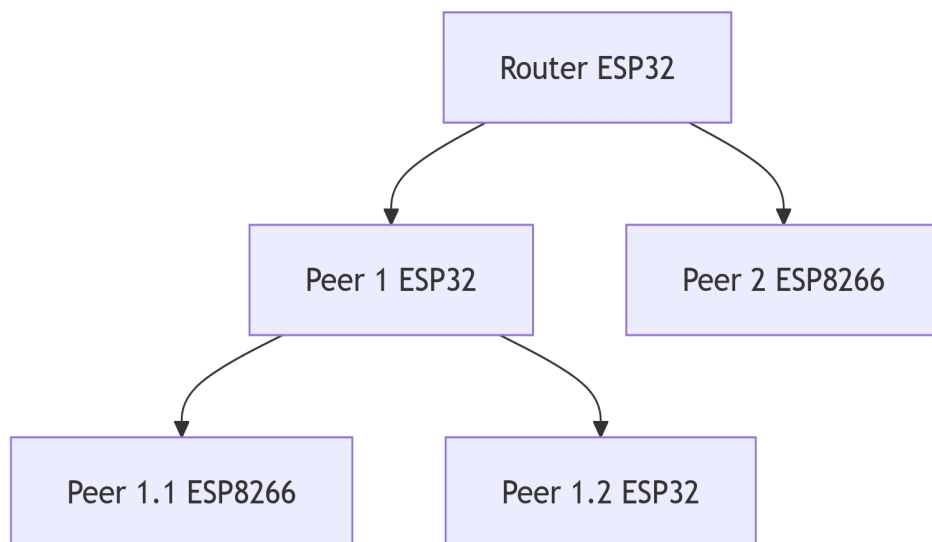 Router ESP32
Peer 1 ESP32
Peer 2 ESP8266
Peer 1.1 ESP8266
Peer 1.2 ESP32